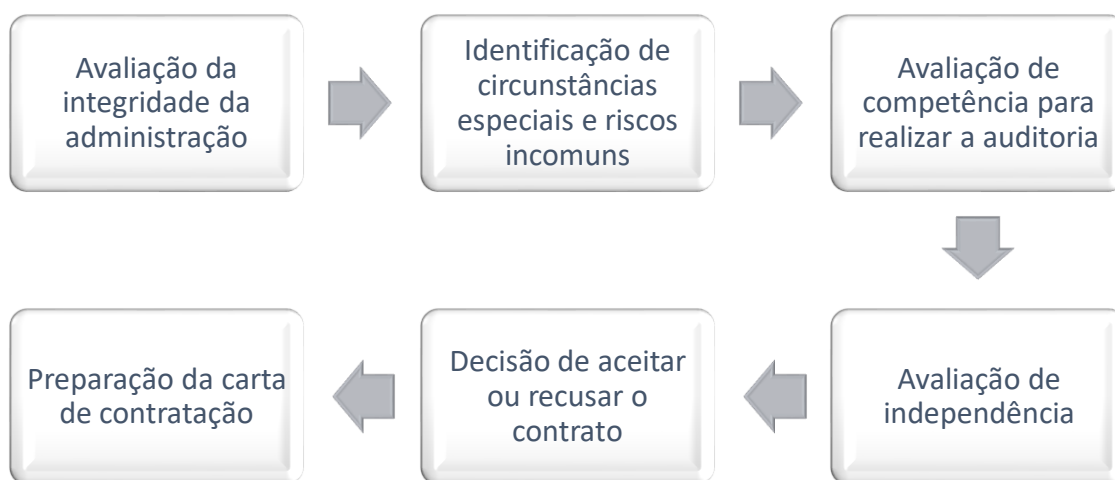 Avaliação da
integridade da
administração
Identificação de
circunstâncias
especiais e riscos
incomuns
Avaliação de
competência para
realizar a auditoria
Avaliação de
independência
Decisão de aceitar
ou recusar o
contrato
Preparação da carta
de contratação